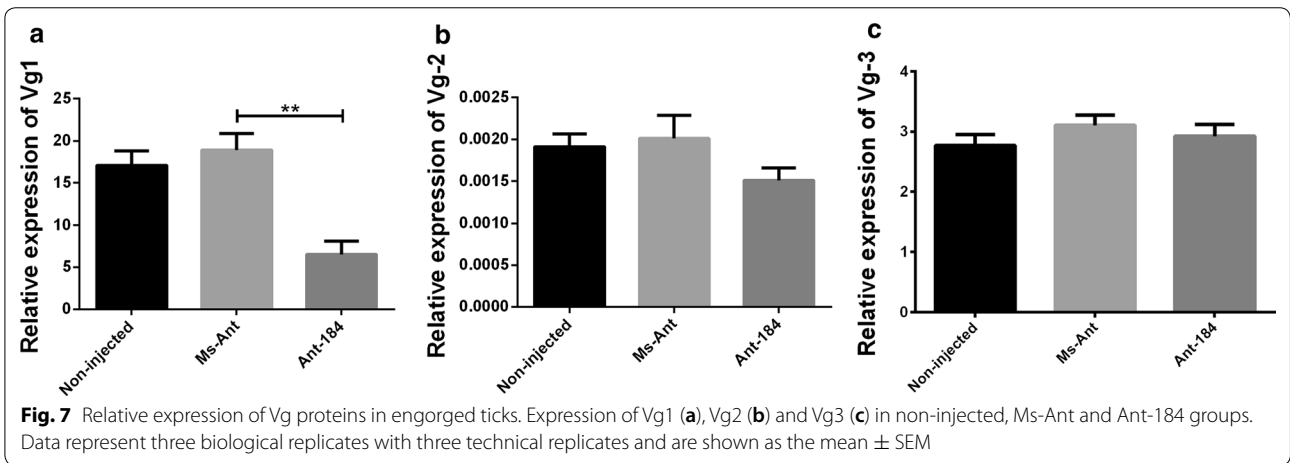 a
Relative expression of Vg1
25
20
15
10
5
0
**
Non-injected
Ms-Ant
Ant-184
b
Relative expression of Vg-2
0.0025
0.0020
0.0015
0.0010
0.0005
0.0000
Non-injected
Ms-Ant
Ant-184
c
Relative expression of Vg-3
4
3
2
1
0
Non-injected
Ms-Ant
Ant-184
Fig. 7 Relative expression of Vg proteins in engorged ticks. Expression of Vg1 (a), Vg2 (b) and Vg3 (c) in non-injected, Ms-Ant and Ant-184 groups.
Data represent three biological replicates with three technical replicates and are shown as the mean ± SEM